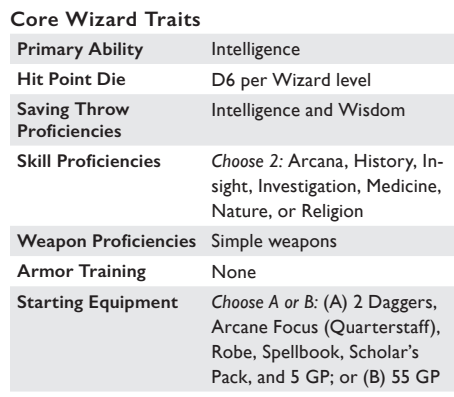 Core Wizard Traits
Primary Ability Intelligence
Hit Point Die D6 per Wizard level
Saving Throw Proficiencies Intelligence and Wisdom
Skill Proficiencies Choose 2: Arcana, History, In-
sight, Investigation, Medicine,
Nature, or Religion
Weapon Proficiencies Simple weapons
Armor Training None
Starting Equipment Choose A or B: (A) 2 Daggers,
Arcane Focus (Quarterstaff),
Robe, Spellbook, Scholar's
Pack, and 5 GP; or (B) 55 GP